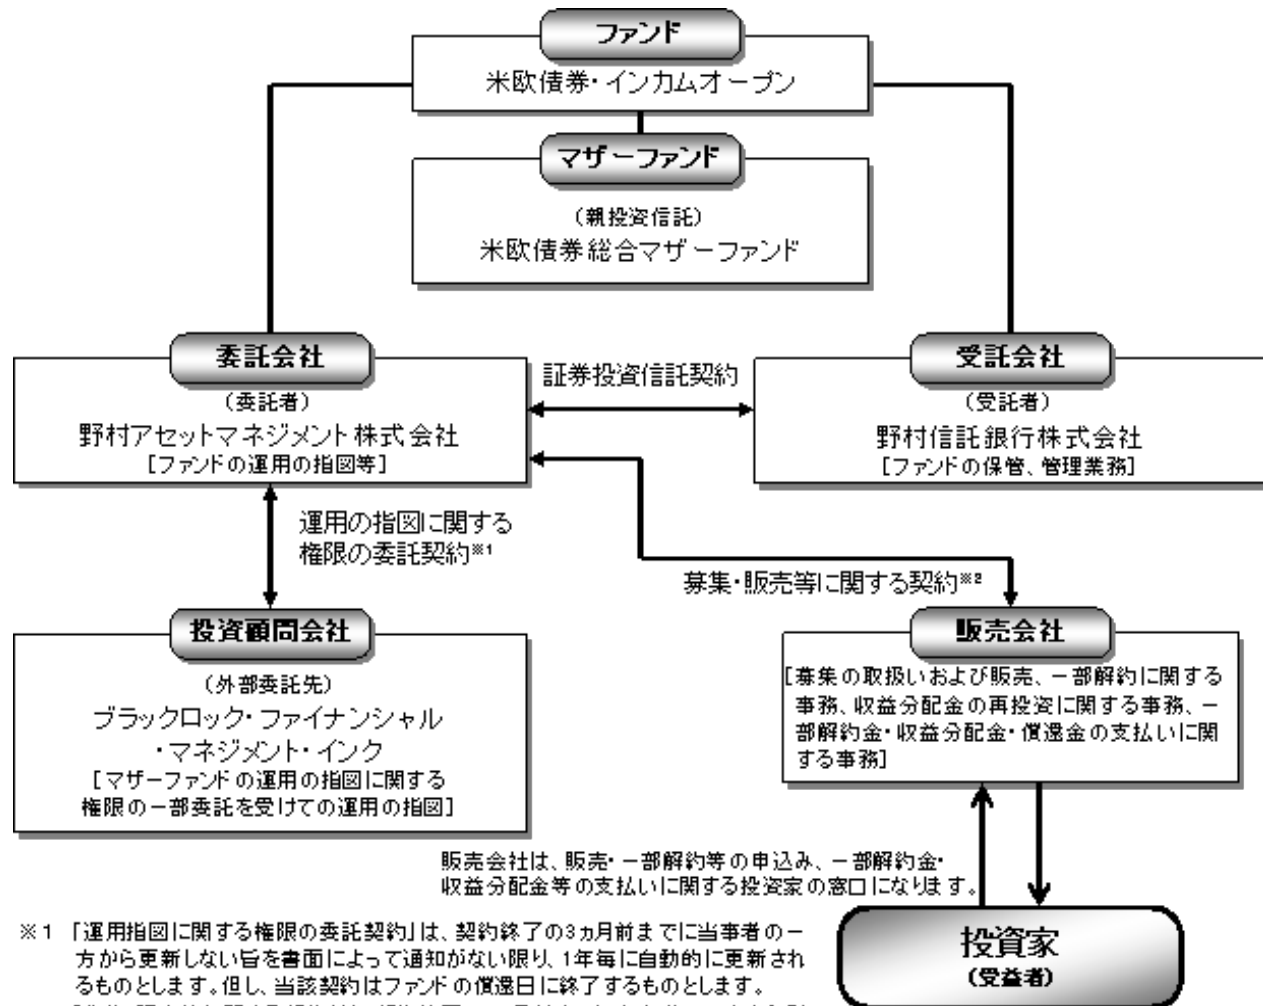 ファンド
米欧債券・インカムオープン
マザーファンド
（親投資信託）
米欧債券総合マザーファンド
委託会社
（委託者）
野村アセットマネジメント株式会社
[ファンドの運用の指図等]
証券投資信託契約
受託会社
（受託者）
野村信託銀行株式会社
[ファンドの保管、管理業務]
運用の指図に関する
権限の委託契約※1
募集・販売等に関する契約※2
投資顧問会社
（外部委託先）
ブラックロック・ファイナンシャル
・マネジメント・インク
[マザーファンドの運用の指図に関する
権限の一部委託を受けての運用の指図]
販売会社
[募集の取扱いおよび販売、一部解約に関する
事務、収益分配金の再投資に関する事務、一
部解約金・収益分配金・償還金の支払いに関
する事務]
販売会社は、販売・一部解約等の申込み、一部解約金・
収益分配金等の支払いに関する投資家の窓口になります。
投資家
（受益者）
※1 「運用指図に関する権限の委託契約」は、契約終了の3ヵ月前までに当事者の一
方から更新しない旨を書面によって通知がない限り、1年毎に自動的に更新され
るものとします。但し、当該契約はファンドの償還日に終了するものとします。